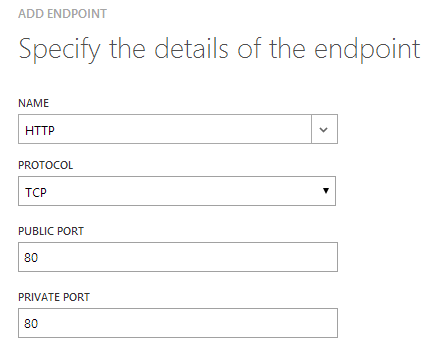 ADD ENDPOINT
Specify the details of the endpoint
NAME
HTTP
PROTOCOL
TCP
PUBLIC PORT
80
PRIVATE PORT
80